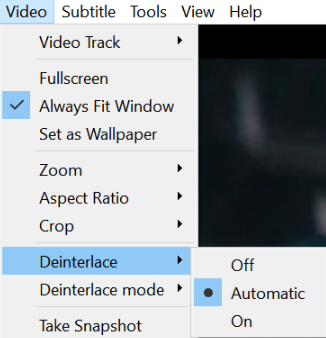 Video Subtitle Tools View Help
Video Track
Fullscreen
Always Fit Window
Set as Wallpaper
Zoom
Aspect Ratio
Crop
Deinterlace
Deinterlace mode
Take Snapshot
Off
Automatic
On